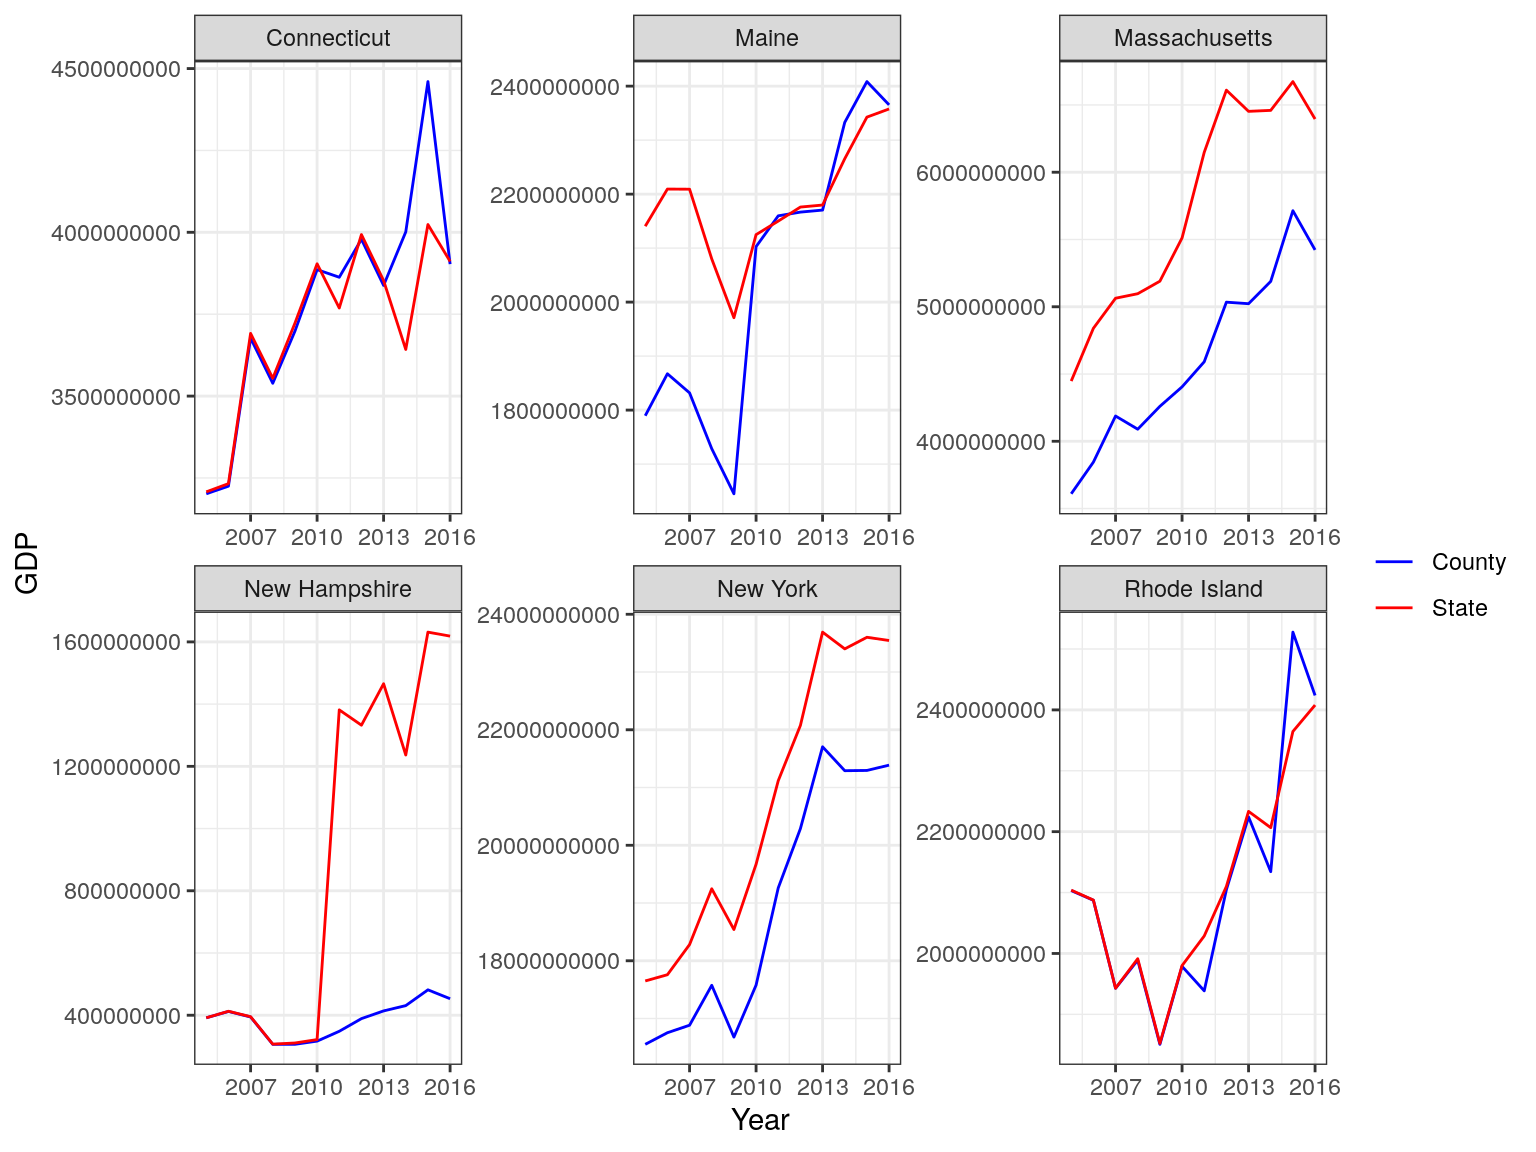 Connecticut
Maine
Massachusetts
4500000000
4000000000
3500000000
2400000000
2200000000
2000000000
1800000000
6000000000
5000000000
4000000000
2007 2010 2013 2016
2007 2010 2013 2016
2007 2010 2013 2016
GDP
County
State
New Hampshire
New York
Rhode Island
1600000000
1200000000
800000000
400000000
24000000000
22000000000
20000000000
18000000000
2400000000
2200000000
2000000000
2007 2010 2013 2016
2007 2010 2013 2016
2007 2010 2013 2016
Year